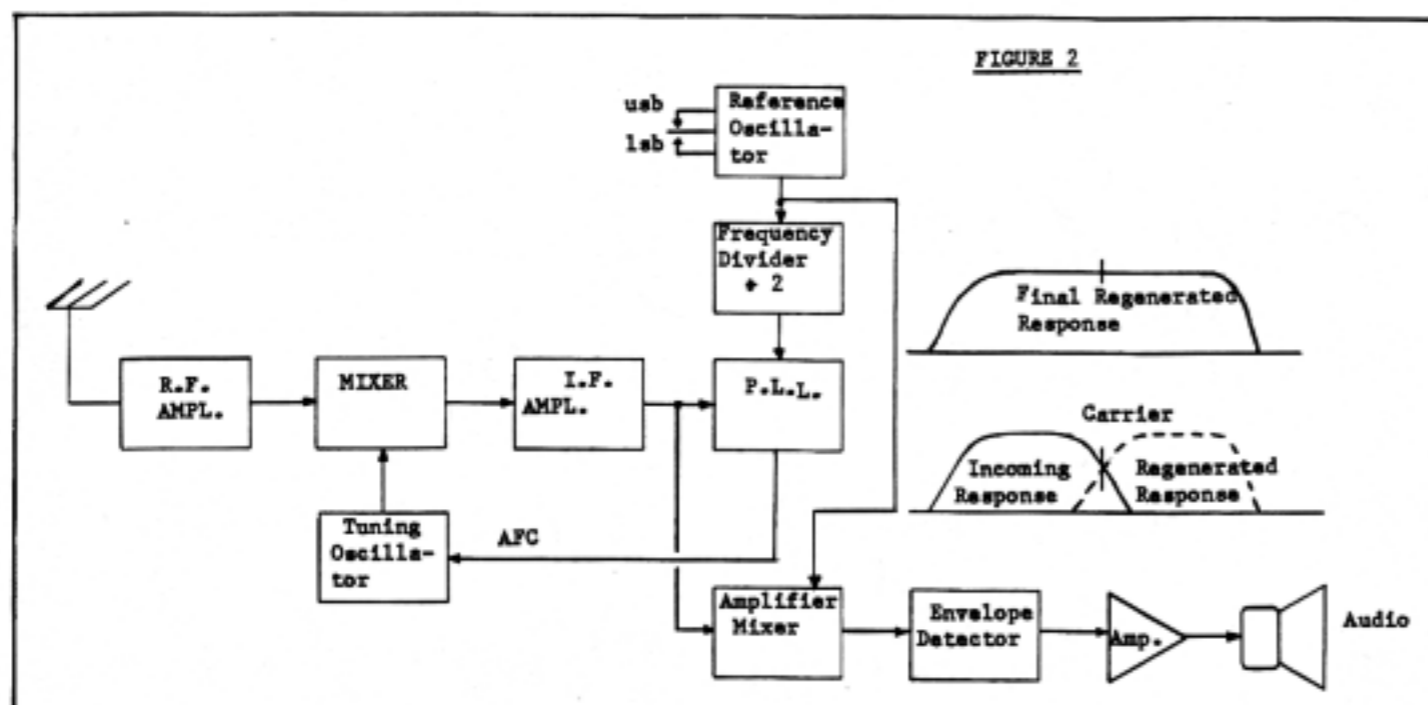 FIGURE 2
usb
lsb
Reference
Oscilla-
tor
Frequency
Divider
+ 2
Final Regenerated
Response
R.F.
AMPL.
MIXER
I.F.
AMPL.
P.L.L.
Carrier
Incoming
Response
Regenerated
Response
Tuning
Oscilla-
tor
AFC
Amplifier
Mixer
Envelope
Detector
Amp.
Audio